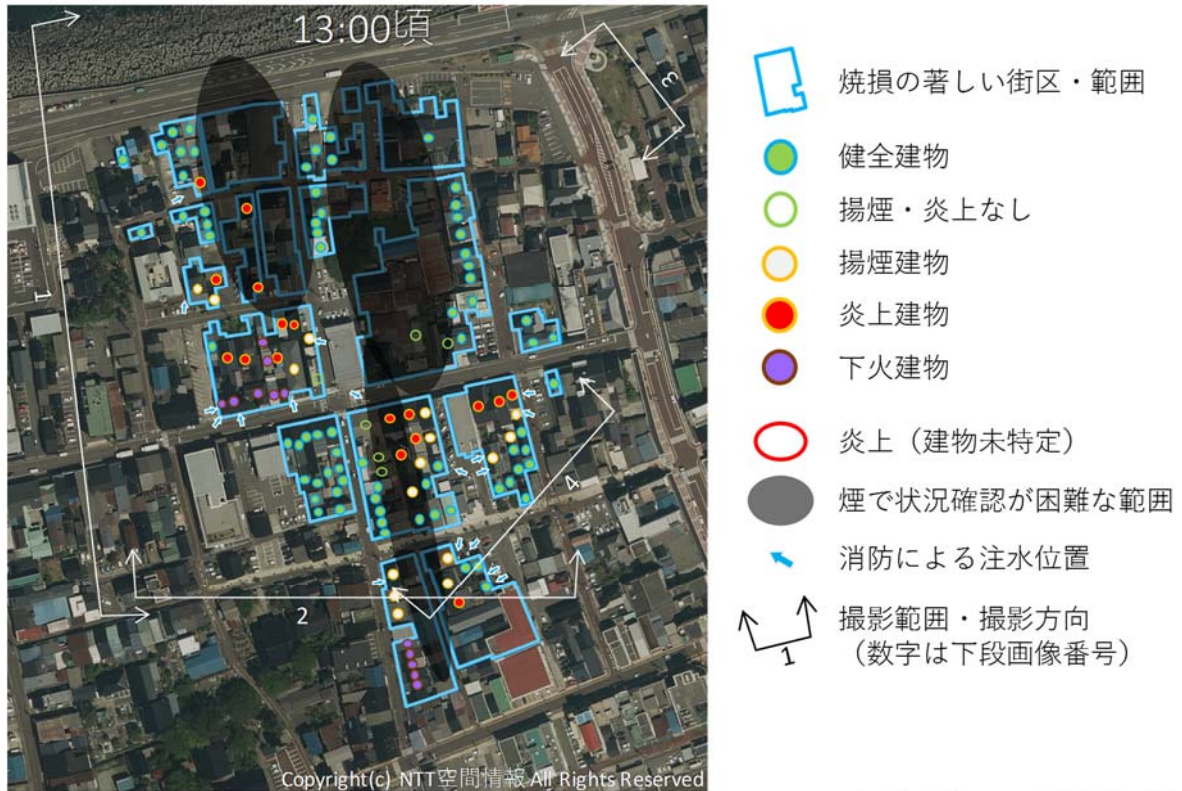 13:00頃
1
2
3
4
Copyright(c) NTT空間情報 All Rights Reserved
焼損の著しい街区・範囲
健全建物
揚煙・炎上なし
揚煙建物
炎上建物
下火建物
炎上（建物未特定）
煙で状況確認が困難な範囲
消防による注水位置
撮影範囲・撮影方向
1
（数字は下段画像番号）